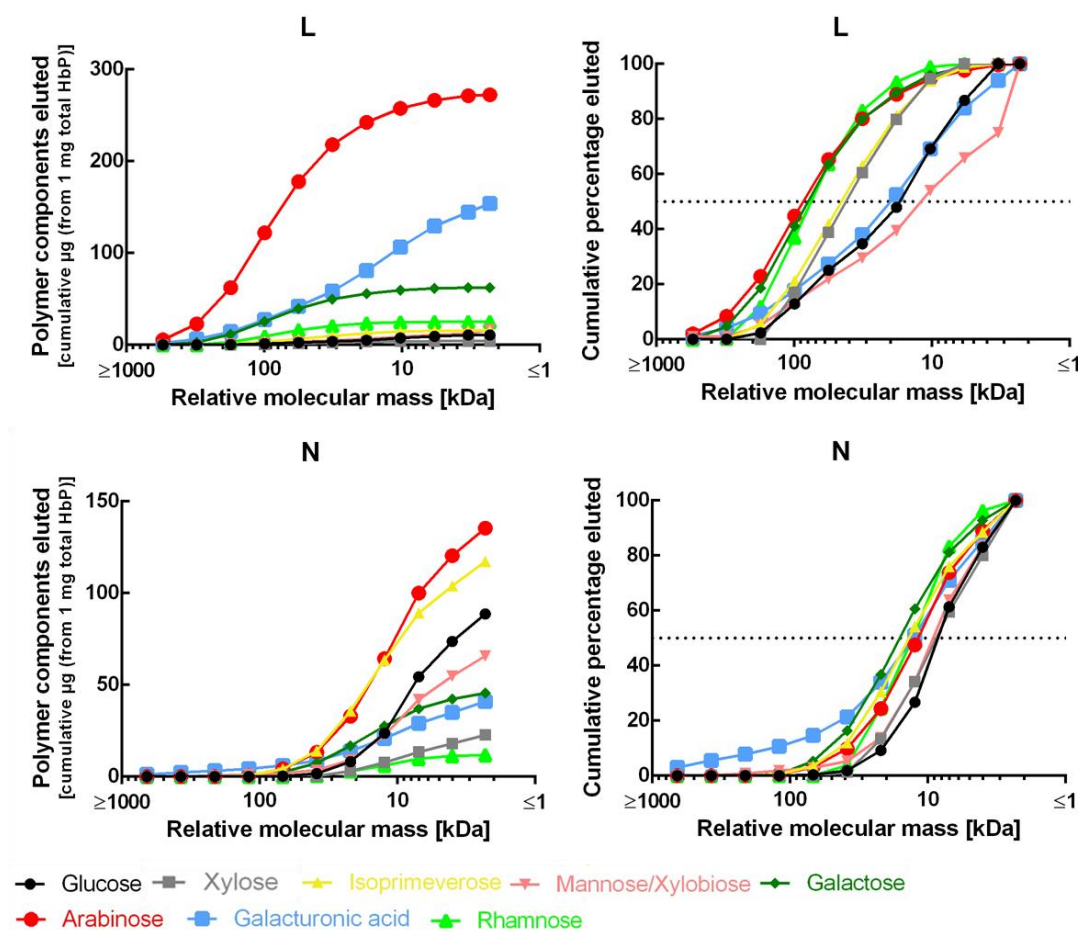 L
Polymer components eluted
[cumulative µg (from 1 mg total HbP)]
300
200
100
0
≥1000 100 10 ≤1
Relative molecular mass [kDa]
L
Cumulative percentage eluted
100
80
60
40
20
0
≥1000 100 10 ≤1
Relative molecular mass [kDa]
N
Polymer components eluted
[cumulative µg (from 1 mg total HbP)]
150
100
50
0
≥1000 100 10 ≤1
Relative molecular mass [kDa]
N
Cumulative percentage eluted
100
80
60
40
20
0
≥1000 100 10 ≤1
Relative molecular mass [kDa]
Glucose Xylose Isoprimeverose Mannose/Xylobiose Galactose
Arabinose Galacturonic acid Rhamnose